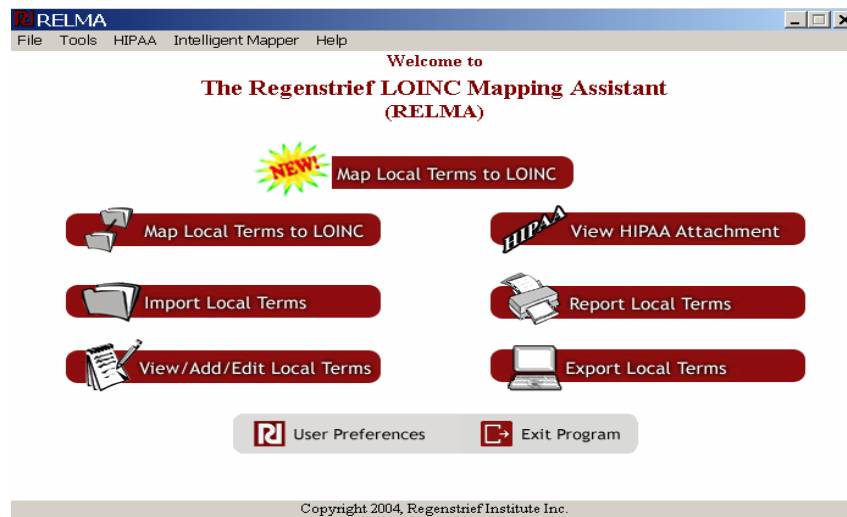 RELMA
File Tools HIPAA Intelligent Mapper Help
Welcome to
The Regenstrief LOINC Mapping Assistant
(RELMA)
NEW! Map Local Terms to LOINC
Map Local Terms to LOINC
HIPAA View HIPAA Attachment
Import Local Terms
Report Local Terms
View/Add/Edit Local Terms
Export Local Terms
User Preferences
Exit Program
Copyright 2004, Regenstrief Institute Inc.